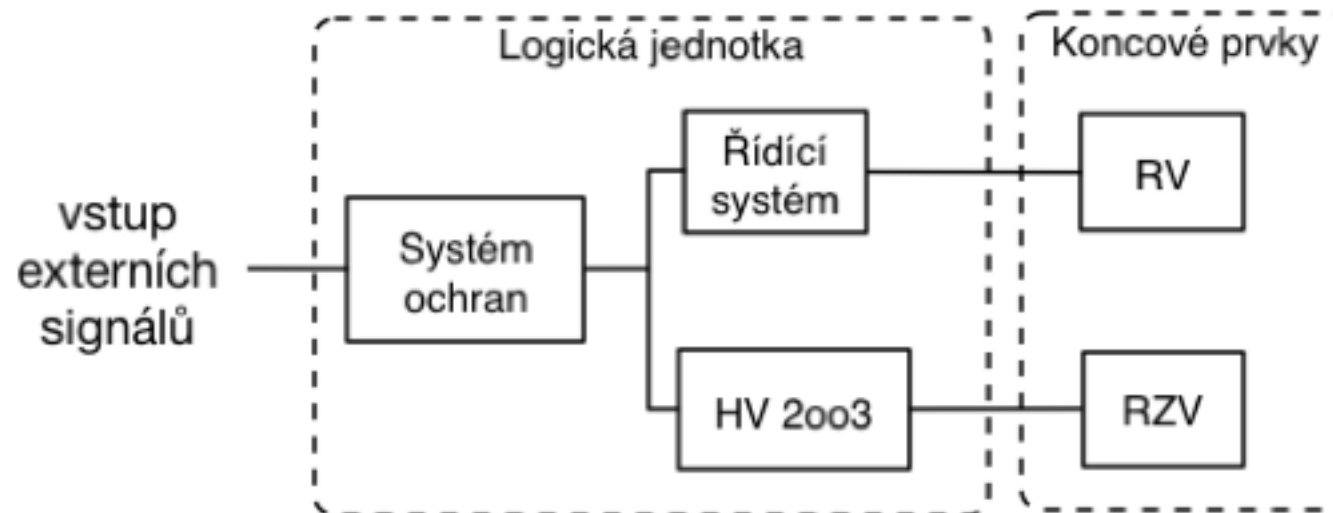 Logická jednotka
Koncové prvky
vstup
externích
signálů
Systém
ochran
Řídící
systém
RV
HV 2oo3
RZV